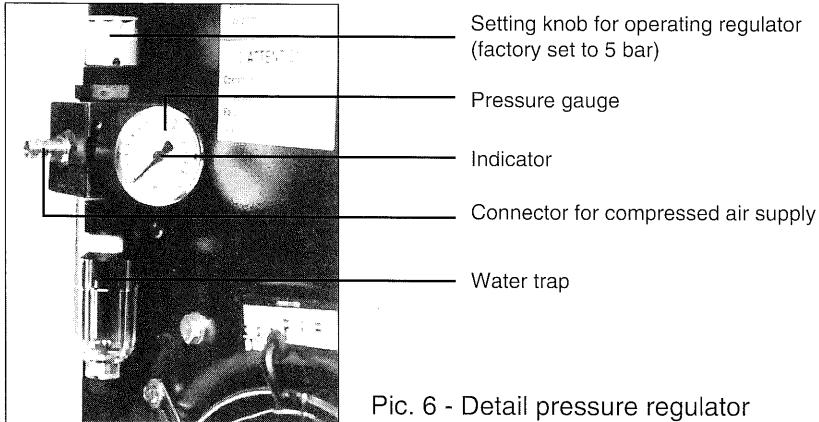 Setting knob for operating regulator
(factory set to 5 bar)
Pressure gauge
Indicator
Connector for compressed air supply
Water trap
Pic. 6 - Detail pressure regulator